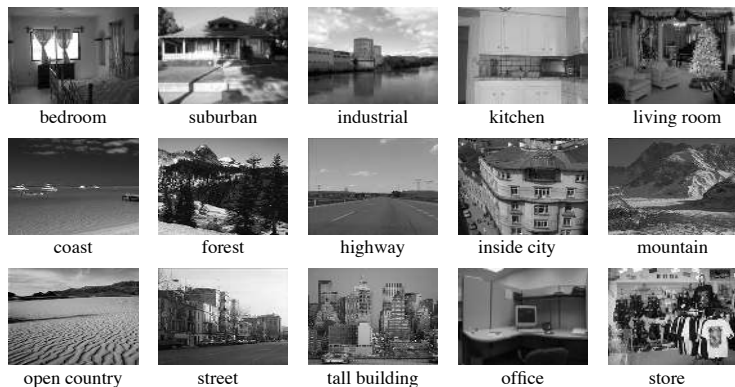 bedroom suburban industrial kitchen living room
coast forest highway inside city mountain
open country street tall building office store